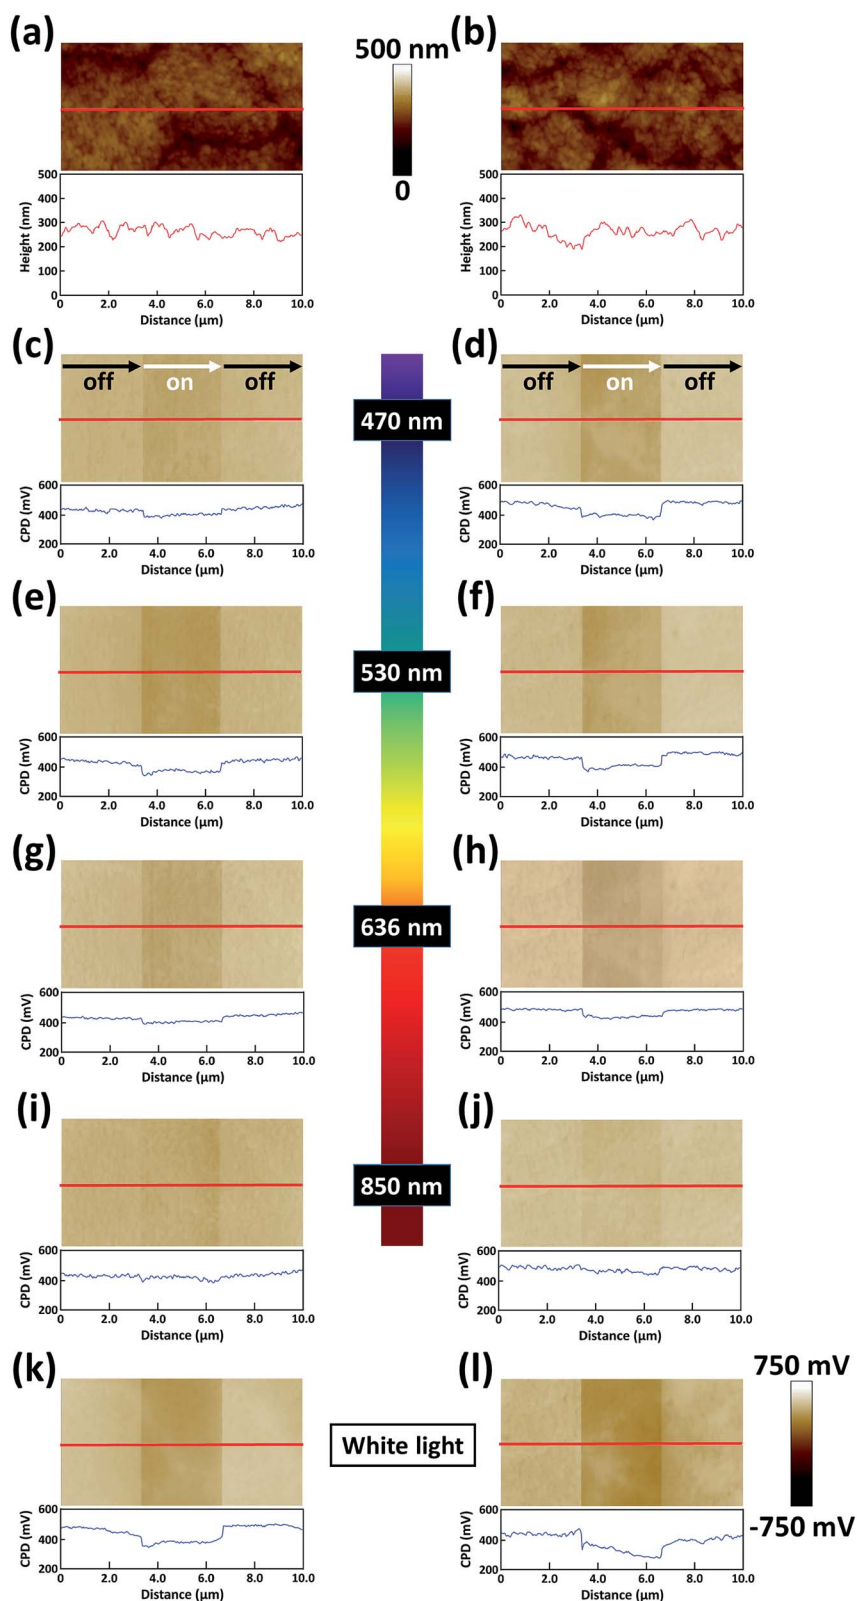 (a)
500 nm
0
(b)
Height (nm)
500
400
300
200
100
0
0 2.0 4.0 6.0 8.0 10.0
Distance (µm)
Height (nm)
500
400
300
200
100
0
0 2.0 4.0 6.0 8.0 10.0
Distance (µm)
(c)
off on off
CPD (mV)
600
400
200
0 2.0 4.0 6.0 8.0 10.0
Distance (µm)
470 nm
(d)
off on off
CPD (mV)
600
400
200
0 2.0 4.0 6.0 8.0 10.0
Distance (µm)
(e)
CPD (mV)
600
400
200
0 2.0 4.0 6.0 8.0 10.0
Distance (µm)
530 nm
(f)
CPD (mV)
600
400
200
0 2.0 4.0 6.0 8.0 10.0
Distance (µm)
(g)
CPD (mV)
600
400
200
0 2.0 4.0 6.0 8.0 10.0
Distance (µm)
636 nm
(h)
CPD (mV)
600
400
200
0 2.0 4.0 6.0 8.0 10.0
Distance (µm)
(i)
CPD (mV)
600
400
200
0 2.0 4.0 6.0 8.0 10.0
Distance (µm)
850 nm
(j)
CPD (mV)
600
400
200
0 2.0 4.0 6.0 8.0 10.0
Distance (µm)
(k)
CPD (mV)
600
400
200
0 2.0 4.0 6.0 8.0 10.0
Distance (µm)
White light
(l)
CPD (mV)
600
400
200
0 2.0 4.0 6.0 8.0 10.0
Distance (µm)
750 mV
-750 mV